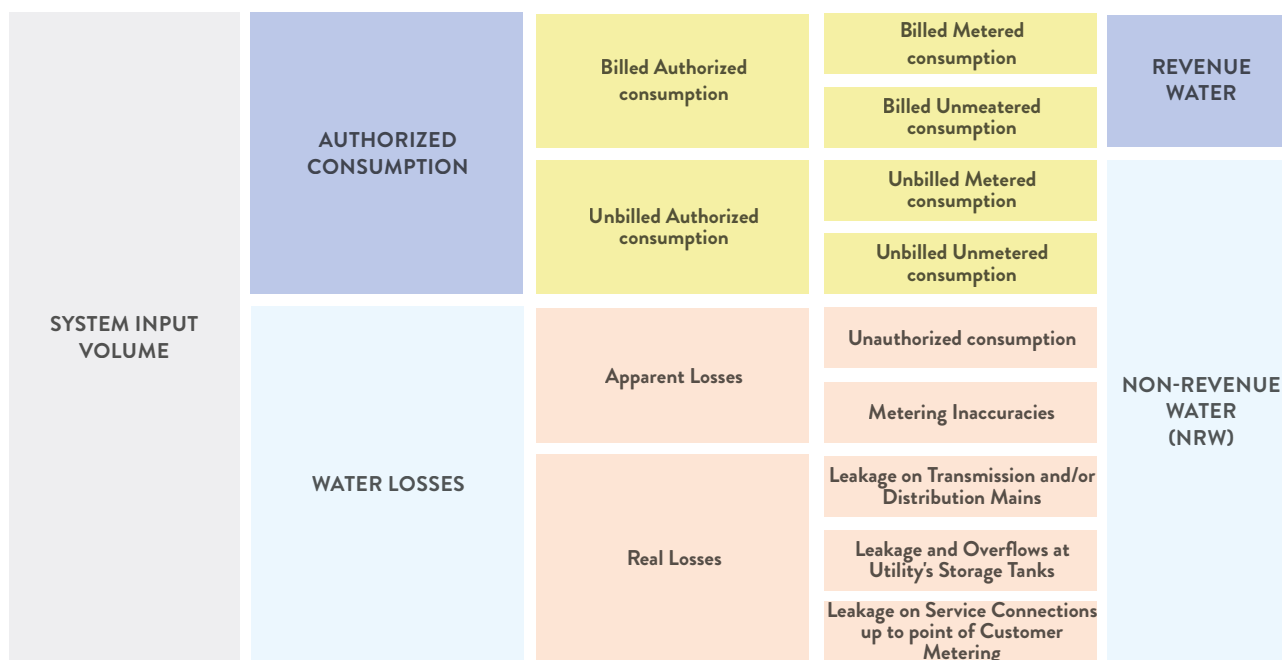 SYSTEM INPUT
VOLUME
AUTHORIZED
CONSUMPTION
WATER LOSSES
Billed Authorized
consumption
Unbilled Authorized
consumption
Apparent Losses
Real Losses
Billed Metered
consumption
Billed Unmeatered
consumption
Unbilled Metered
consumption
Unbilled Unmetered
consumption
Unauthorized consumption
Metering Inaccuracies
Leakage on Transmission and/or
Distribution Mains
Leakage and Overflows at
Utility's Storage Tanks
Leakage on Service Connections
up to point of Customer
Metering
REVENUE
WATER
NON-REVENUE
WATER
(NRW)